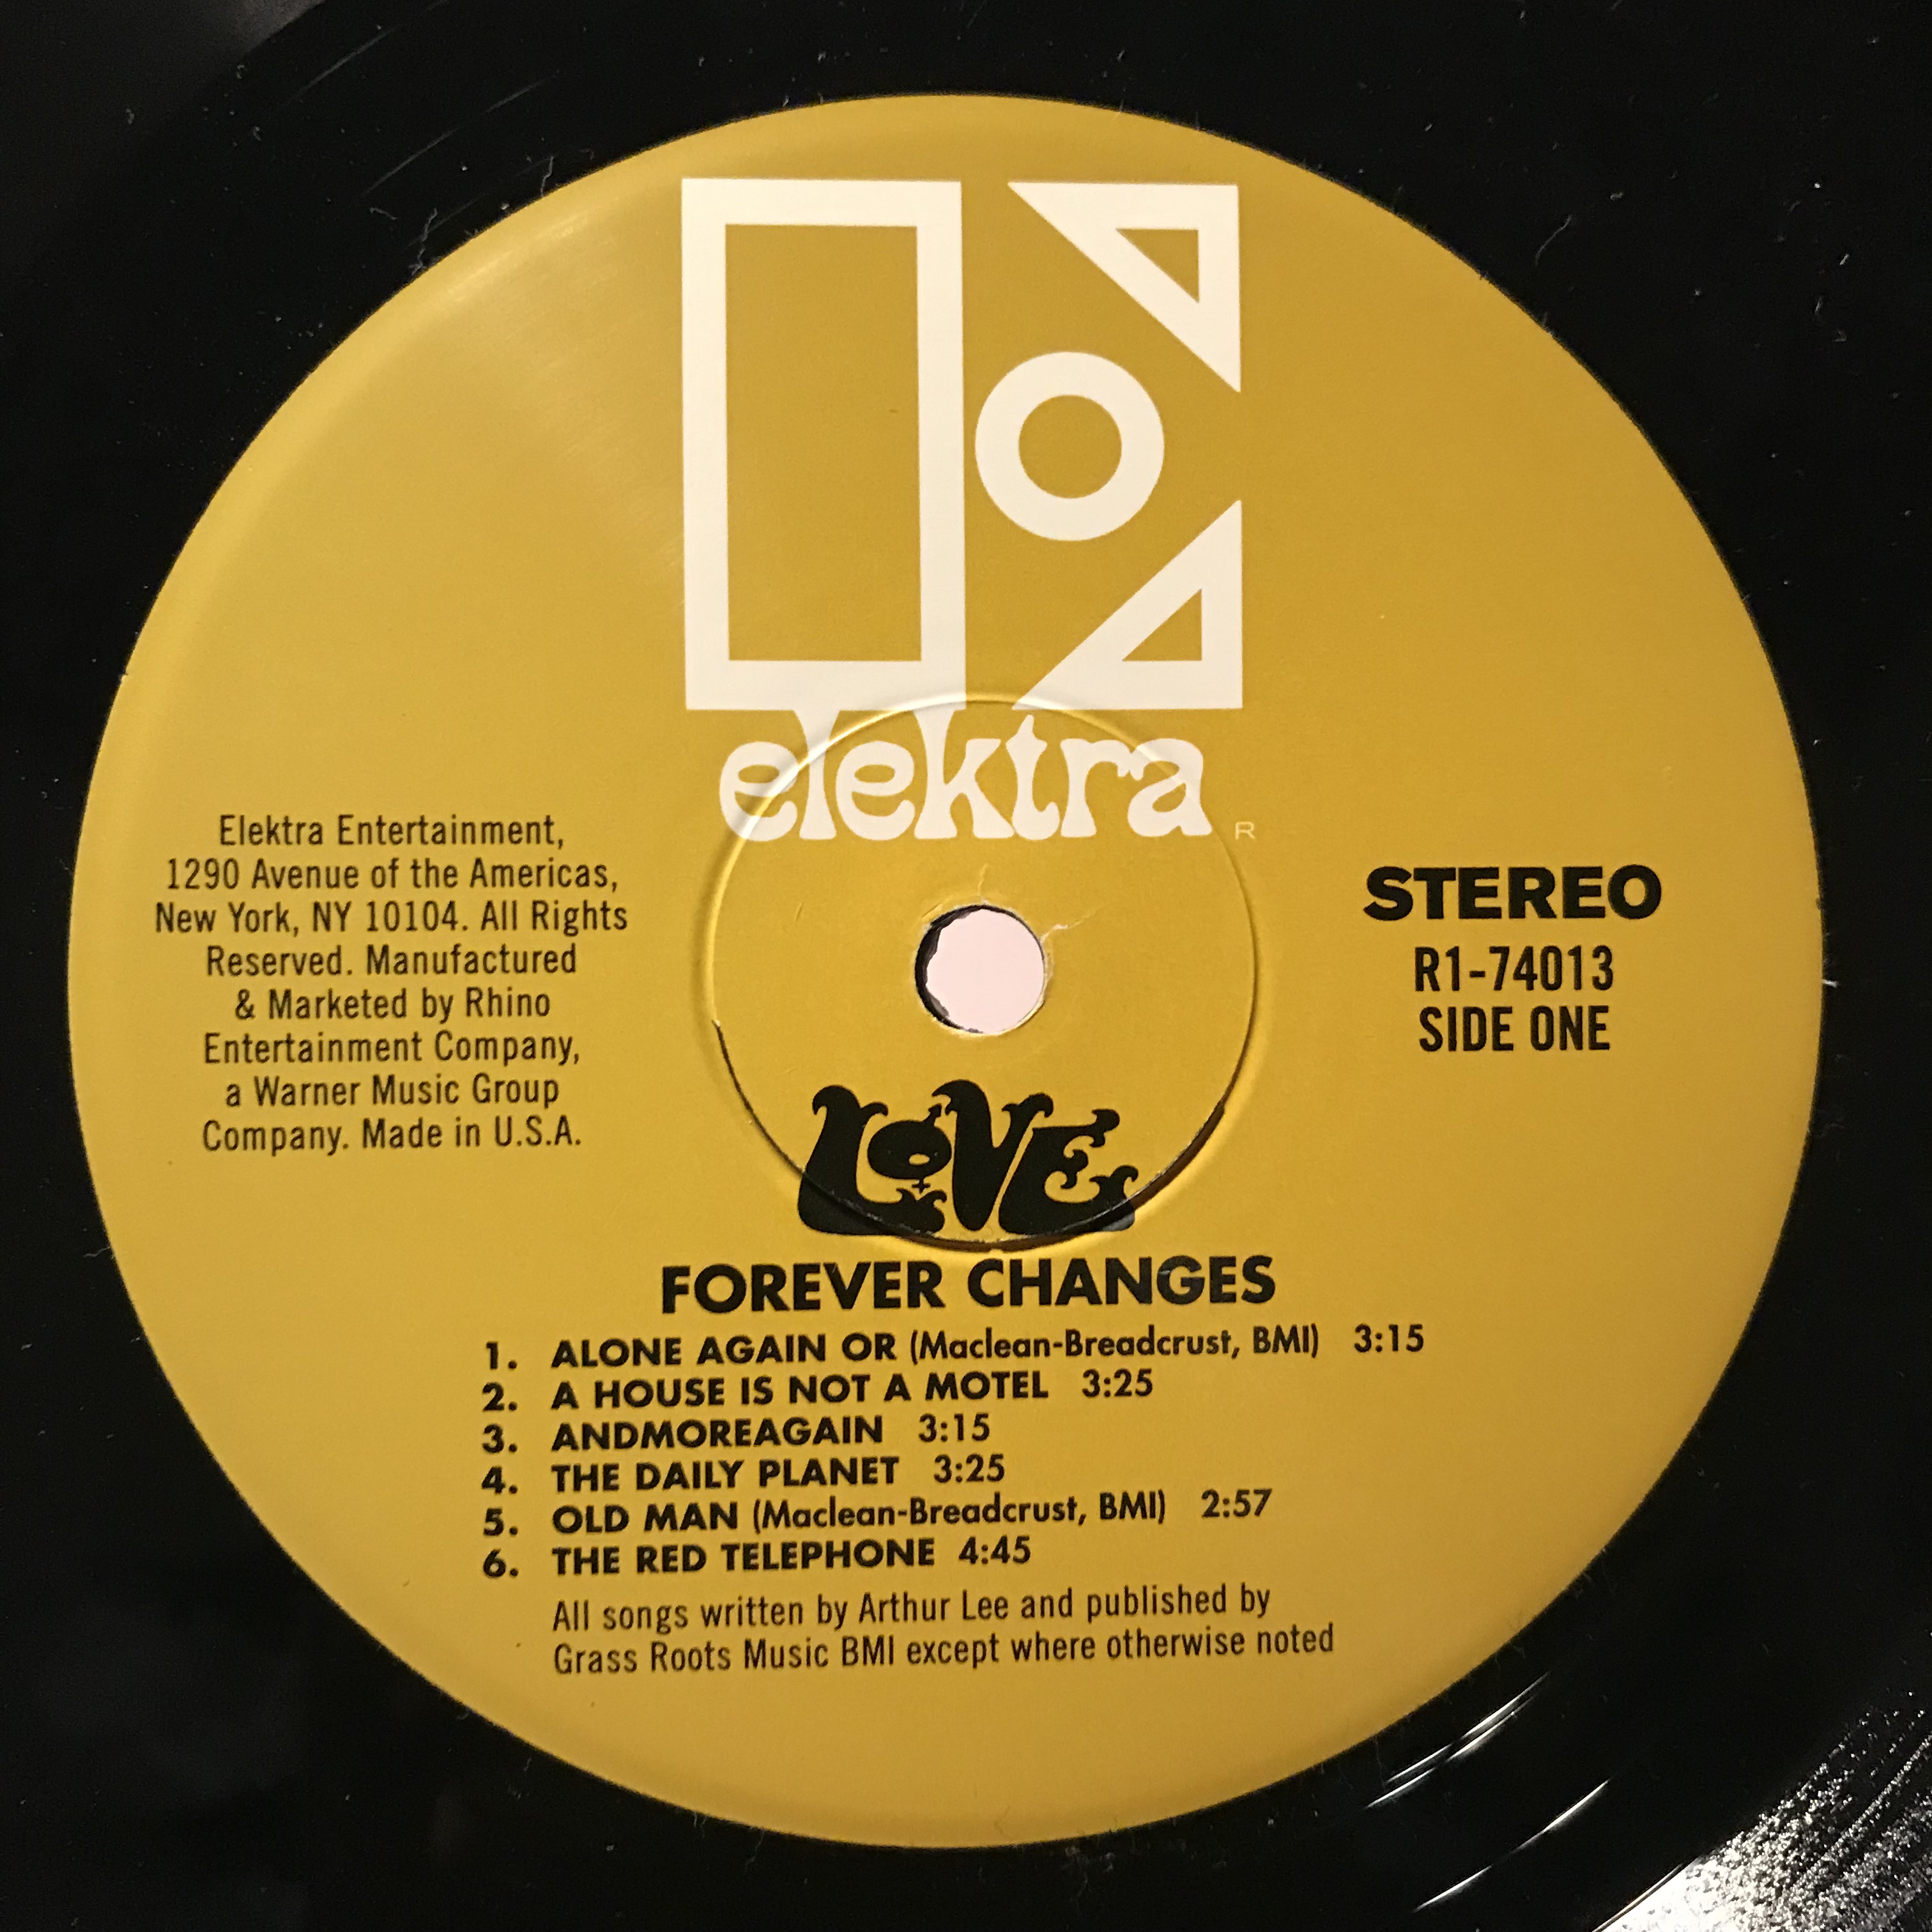 elektra
R
Elektra Entertainment,
1290 Avenue of the Americas,
New York, NY 10104. All Rights
Reserved. Manufactured
& Marketed by Rhino
Entertainment Company,
a Warner Music Group
Company. Made in U.S.A.
STEREO
R1-74013
SIDE ONE
LOVE
FOREVER CHANGES
1. ALONE AGAIN OR (Maclean-Breadcrust, BMI) 3:15
2. A HOUSE IS NOT A MOTEL 3:25
3. ANDMOREAGAIN 3:15
4. THE DAILY PLANET 3:25
5. OLD MAN (Maclean-Breadcrust, BMI) 2:57
6. THE RED TELEPHONE 4:45
All songs written by Arthur Lee and published by
Grass Roots Music BMI except where otherwise noted